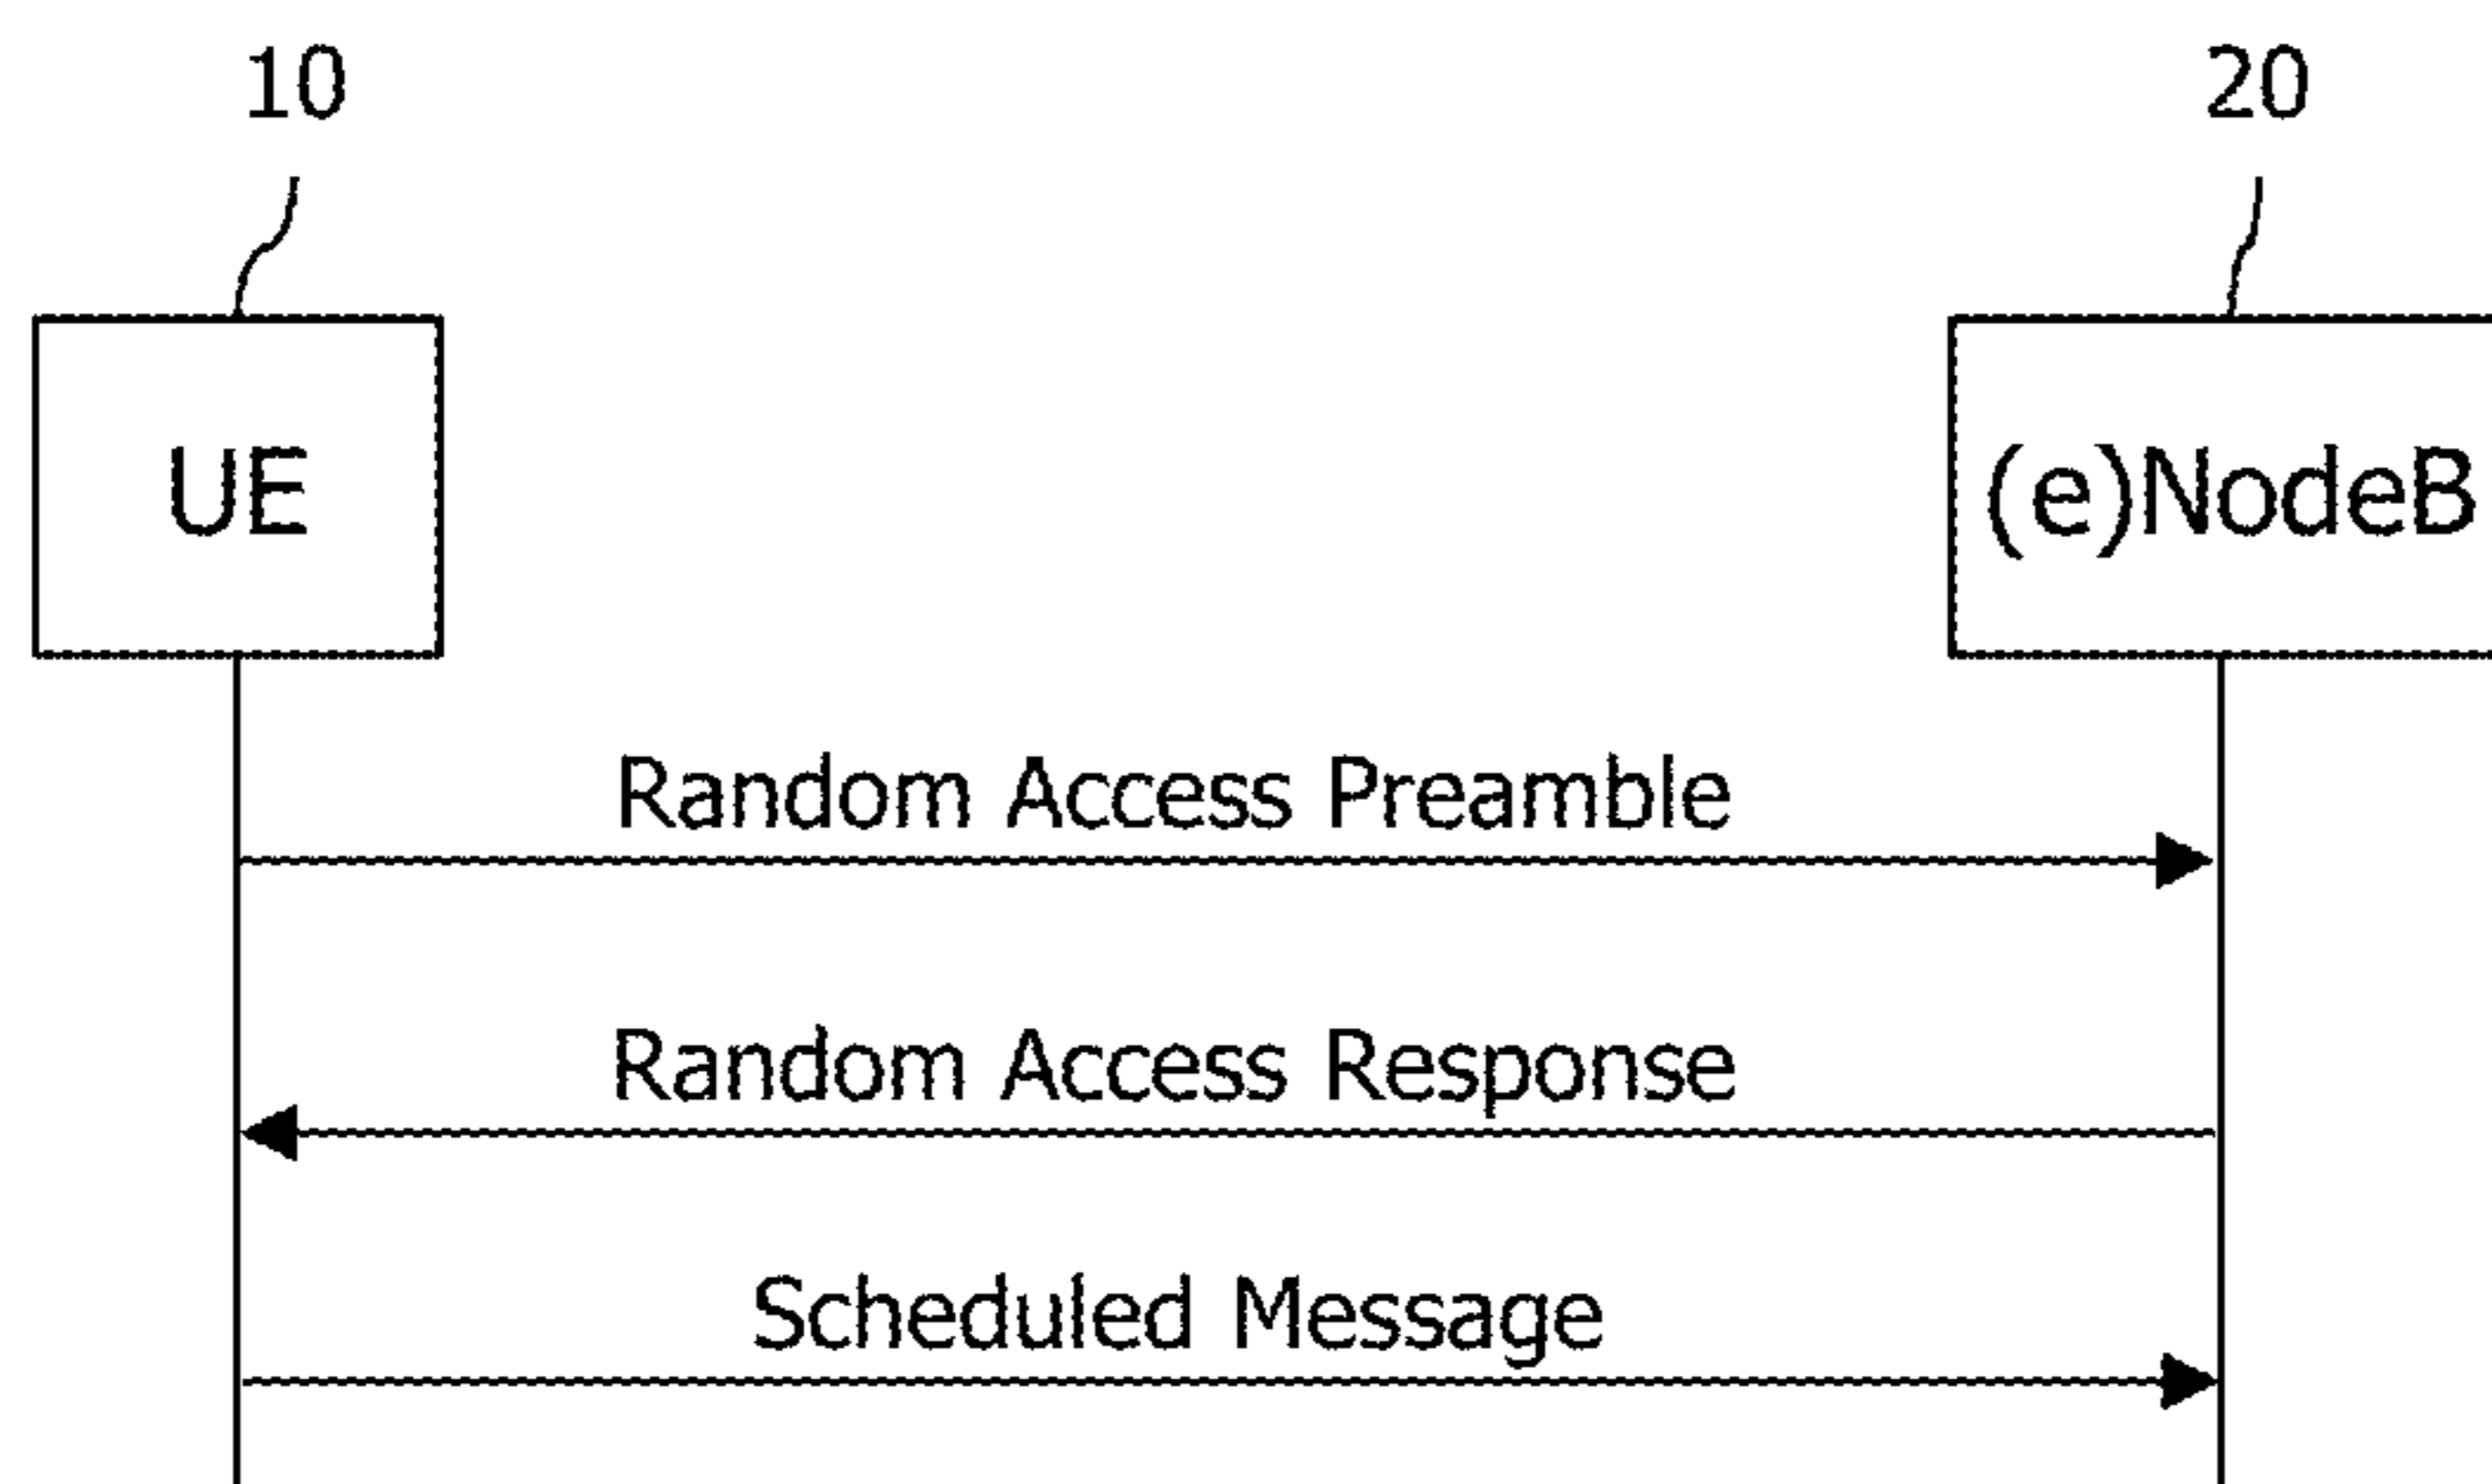 10
20
UE
(e)NodeB
Random Access Preamble
Random Access Response
Scheduled Message